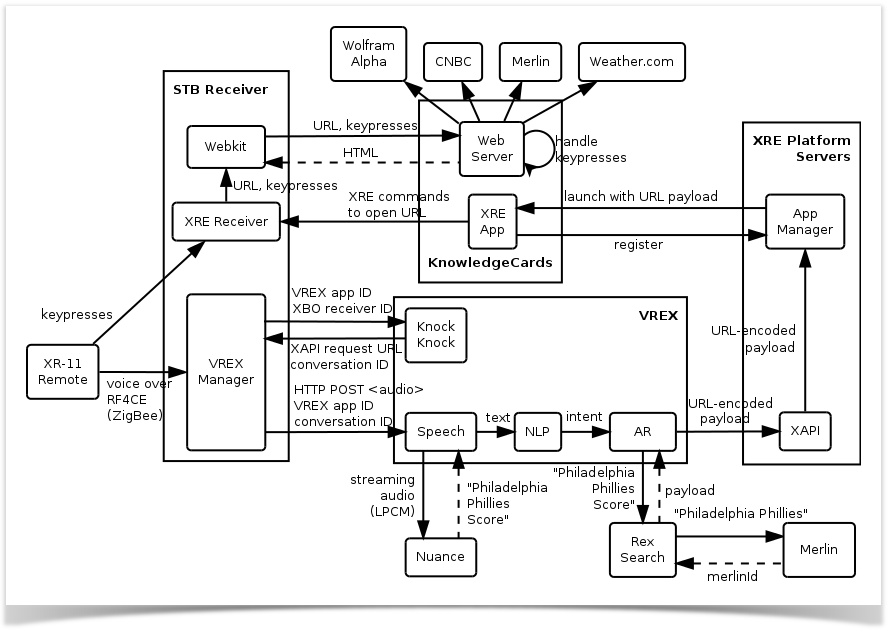 Wolfram
Alpha
CNBC
Merlin
Weather.com
STB Receiver
Webkit
URL, keypresses
HTML
Web
Server
handle
keypresses
XRE Platform
Servers
URL, keypresses
XRE Receiver
XRE commands
to open URL
XRE
App
launch with URL payload
register
App
Manager
KnowledgeCards
keypresses
XR-11
Remote
voice over
RF4CE
(ZigBee)
VREX
Manager
VREX app ID
XBO receiver ID
XAPI request URL
conversation ID
HTTP POST <audio>
VREX app ID
conversation ID
VREX
Knock
Knock
Speech
text
NLP
intent
AR
URL-encoded
payload
XAPI
URL-encoded
payload
streaming
audio
(LPCM)
"Philadelphia
Phillies
Score"
Nuance
"Philadelphia
Phillies
Score"
payload
Rex
Search
"Philadelphia Phillies"
merlinId
Merlin